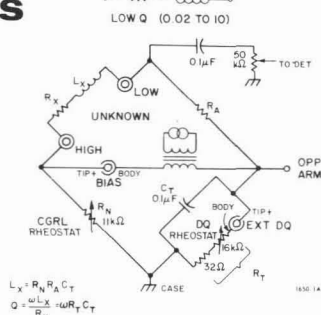 S
LOW Q (0.02 TO 10)
0.1μF
50
kΩ
TO DET
LX
RX
LOW
RA
UNKNOWN
HIGH
TIP+
BODY
BIAS
OPP
ARM
CT
0.1μF
BODY
TIP+
RN
11kΩ
CGRL
RHEOSTAT
DQ
RHEOSTAT
EXT DQ
16kΩ
32Ω
RT
CASE
LX = RN RA CT
Q = ωLX / R = ωRT CT